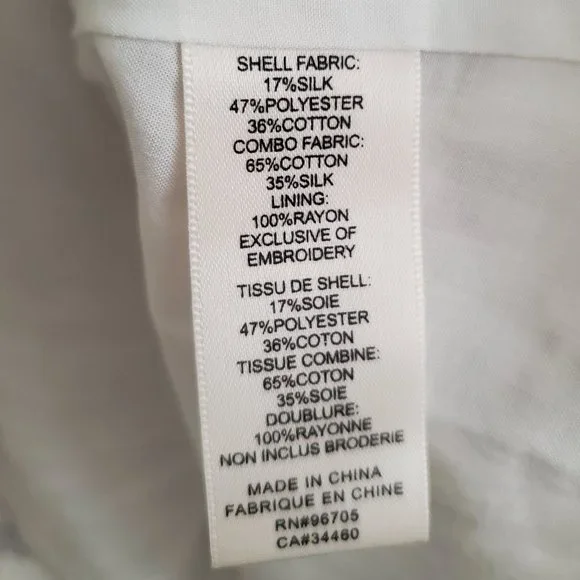 SHELL FABRIC:
17%SILK
47%POLYESTER
36%COTTON
COMBO FABRIC:
65%COTTON
35%SILK
LINING:
100%RAYON
EXCLUSIVE OF
EMBROIDERY
TISSU DE SHELL:
17%SOIE
47%POLYESTER
36%COTON
TISSUE COMBINE:
65%COTON
35%SOIE
DOUBLURE:
100%RAYONNE
NON INCLUS BRODERIE
MADE IN CHINA
FABRIQUE EN CHINE
RN#96705
CA#34460